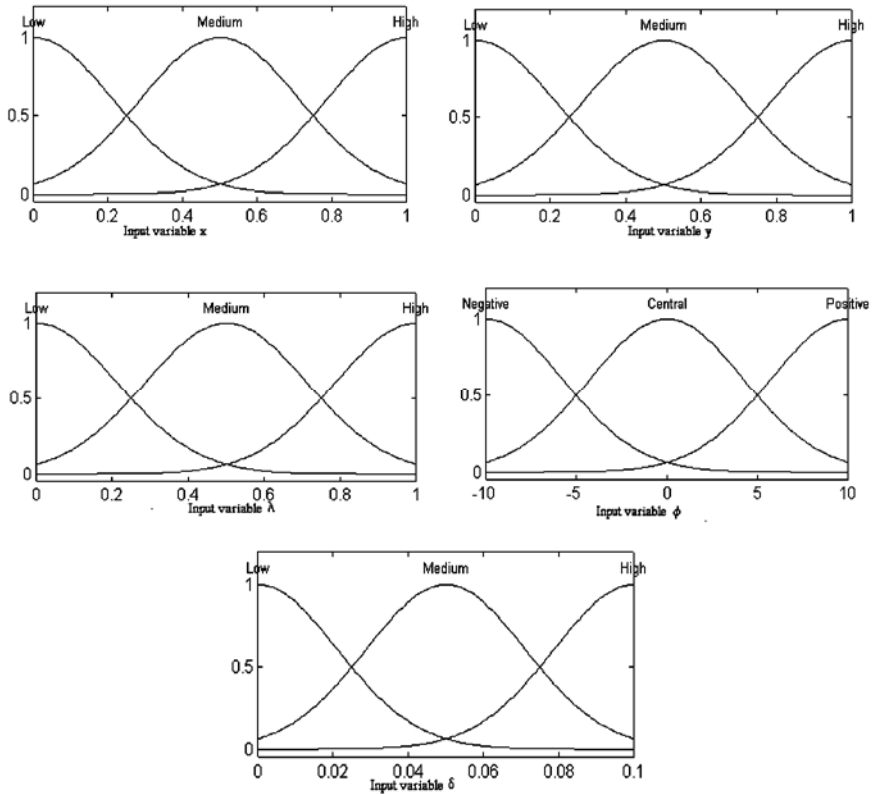 Low Medium High
1
0.5
0
0 0.2 0.4 0.6 0.8 1
Input variable x
Low Medium High
1
0.5
0
0 0.2 0.4 0.6 0.8 1
Input variable y
Low Medium High
1
0.5
0
0 0.2 0.4 0.6 0.8 1
Input variable λ
Negative Central Positive
1
0.5
0
-10 -5 0 5 10
Input variable ϕ
Low Medium High
1
0.5
0
0 0.02 0.04 0.06 0.08 0.1
Input variable δ